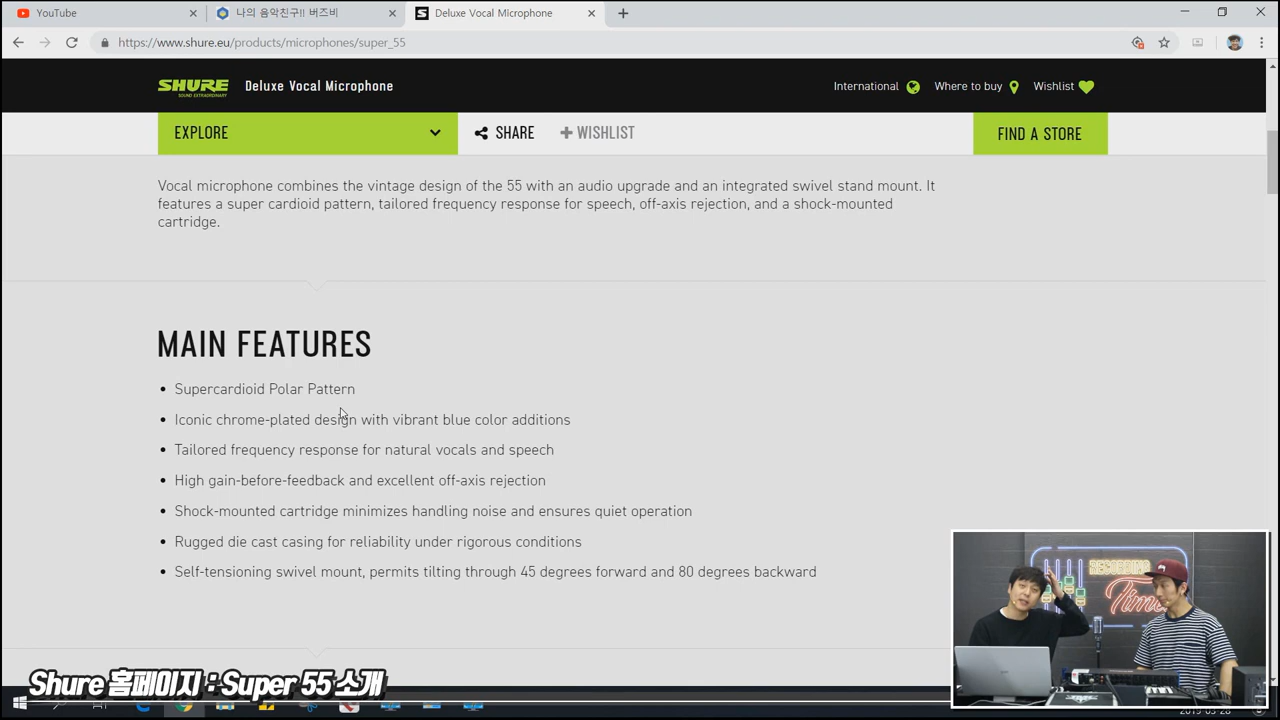 YouTube
나의 음악친구!! 버즈비
Deluxe Vocal Microphone
https://www.shure.eu/products/microphones/super_55
SHURE
SOUND EXTRAORDINARY
Deluxe Vocal Microphone
International
Where to buy
Wishlist
EXPLORE
SHARE
+ WISHLIST
FIND A STORE
Vocal microphone combines the vintage design of the 55 with an audio upgrade and an integrated swivel stand mount. It
features a super cardioid pattern, tailored frequency response for speech, off-axis rejection, and a shock-mounted
cartridge.
MAIN FEATURES
• Supercardioid Polar Pattern
• Iconic chrome-plated design with vibrant blue color additions
• Tailored frequency response for natural vocals and speech
• High gain-before-feedback and excellent off-axis rejection
• Shock-mounted cartridge minimizes handling noise and ensures quiet operation
• Rugged die cast casing for reliability under rigorous conditions
• Self-tensioning swivel mount, permits tilting through 45 degrees forward and 80 degrees backward
RECORDING
Time
Shure 홈페이지 : Super 55 소개
2019-03-28